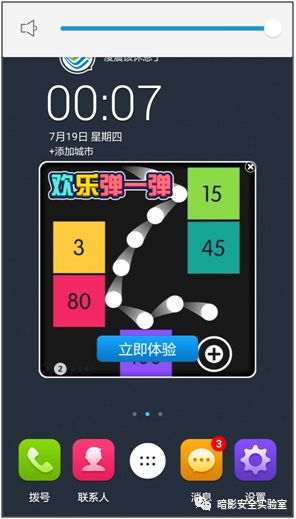 凌晨该休息了
00:07
7月19日 星期四
+添加城市
欢乐弹一弹
15
3
45
80
立即体验
2
3
拨号
联系人
消息
设置
暗影安全实验室